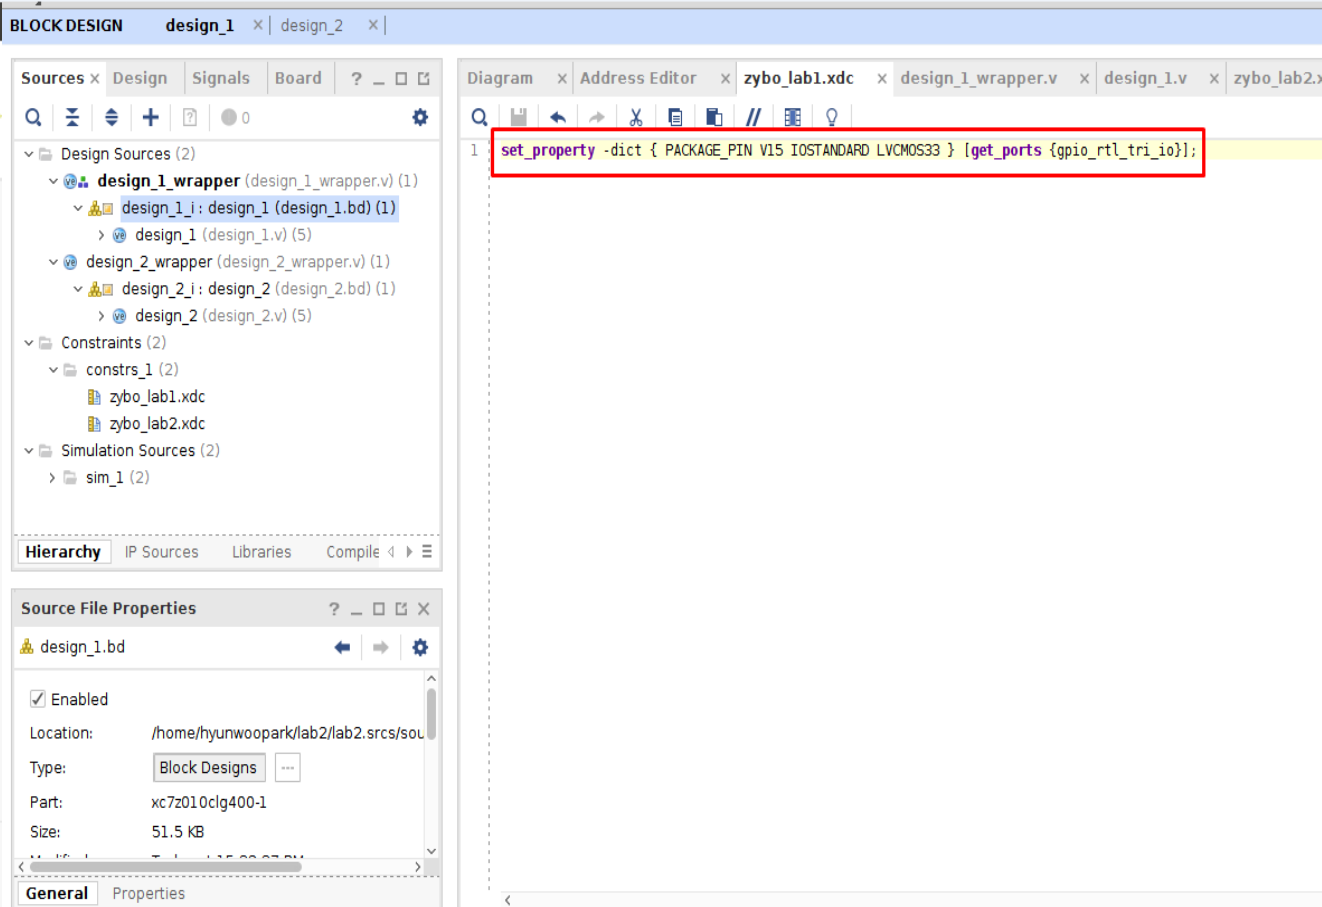 BLOCK DESIGN design_1 × design_2 ×
Sources × Design Signals Board ?
0
Design Sources (2)
design_1_wrapper (design_1_wrapper.v) (1)
design_1_i : design_1 (design_1.bd) (1)
design_1 (design_1.v) (5)
design_2_wrapper (design_2_wrapper.v) (1)
design_2_i : design_2 (design_2.bd) (1)
design_2 (design_2.v) (5)
Constraints (2)
constrs_1 (2)
zybo_lab1.xdc
zybo_lab2.xdc
Simulation Sources (2)
sim_1 (2)
Hierarchy IP Sources Libraries Compile
Source File Properties ?
design_1.bd
Enabled
Location: /home/hyunwoopark/lab2/lab2.srcs/sou
Type: Block Designs ...
Part: xc7z010clg400-1
Size: 51.5 KB
General Properties
Diagram × Address Editor × zybo_lab1.xdc × design_1_wrapper.v × design_1.v × zybo_lab2.x
1 set_property -dict { PACKAGE_PIN V15 IOSTANDARD LVCMOS33 } [get_ports {gpio_rtl_tri_io}];